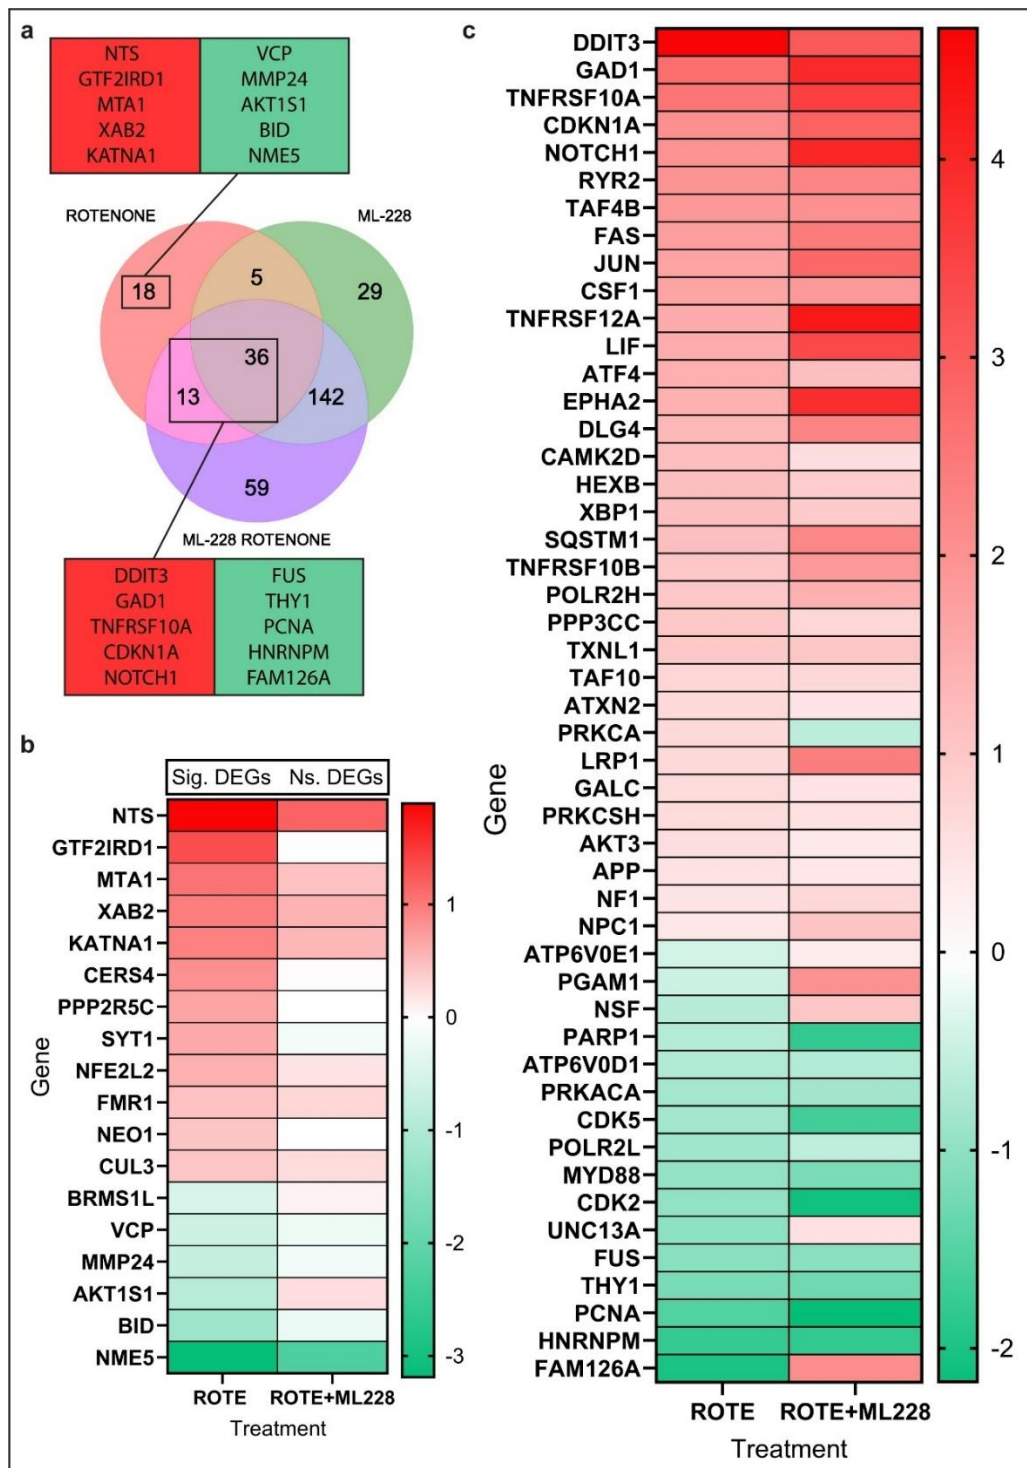 a
NTS
GTF2IRD1
MTA1
XAB2
KATNA1
VCP
MMP24
AKT1S1
BID
NME5
ROTENONE
ML-228
18
5
29
36
13
142
59
ML-228 ROTENONE
DDIT3
GAD1
TNFRSF10A
CDKN1A
NOTCH1
FUS
THY1
PCNA
HNRNPM
FAM126A
b
Sig. DEGs Ns. DEGs
NTS
GTF2IRD1
MTA1
XAB2
KATNA1
CERS4
PPP2R5C
SYT1
NFE2L2
FMR1
NEO1
CUL3
BRMS1L
VCP
MMP24
AKT1S1
BID
NME5
Gene
1
0
-1
-2
-3
ROTE ROTE+ML228
Treatment
c
DDIT3
GAD1
TNFRSF10A
CDKN1A
NOTCH1
RYR2
TAF4B
FAS
JUN
CSF1
TNFRSF12A
LIF
ATF4
EPHA2
DLG4
CAMK2D
HEXB
XBP1
SQSTM1
TNFRSF10B
POLR2H
PPP3CC
TXNL1
TAF10
ATXN2
PRKCA
LRP1
GALC
PRKCSH
AKT3
APP
NF1
NPC1
ATP6V0E1
PGAM1
NSF
PARP1
ATP6V0D1
PRKACA
CDK5
POLR2L
MYD88
CDK2
UNC13A
FUS
THY1
PCNA
HNRNPM
FAM126A
Gene
4
3
2
1
0
-1
-2
ROTE ROTE+ML228
Treatment